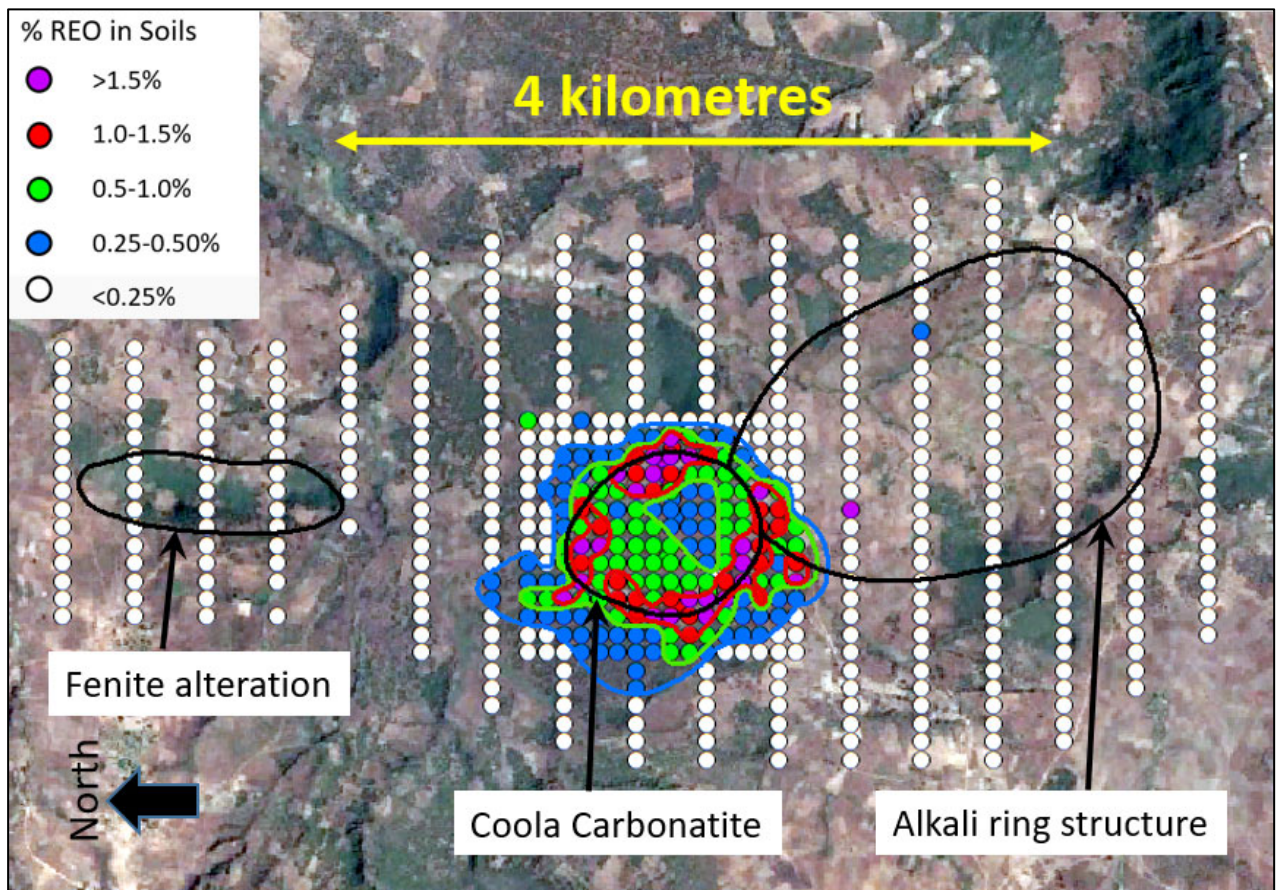 % REO in Soils
>1.5%
1.0-1.5%
0.5-1.0%
0.25-0.50%
<0.25%
4 kilometres
Fenite alteration
North
Coola Carbonatite
Alkali ring structure